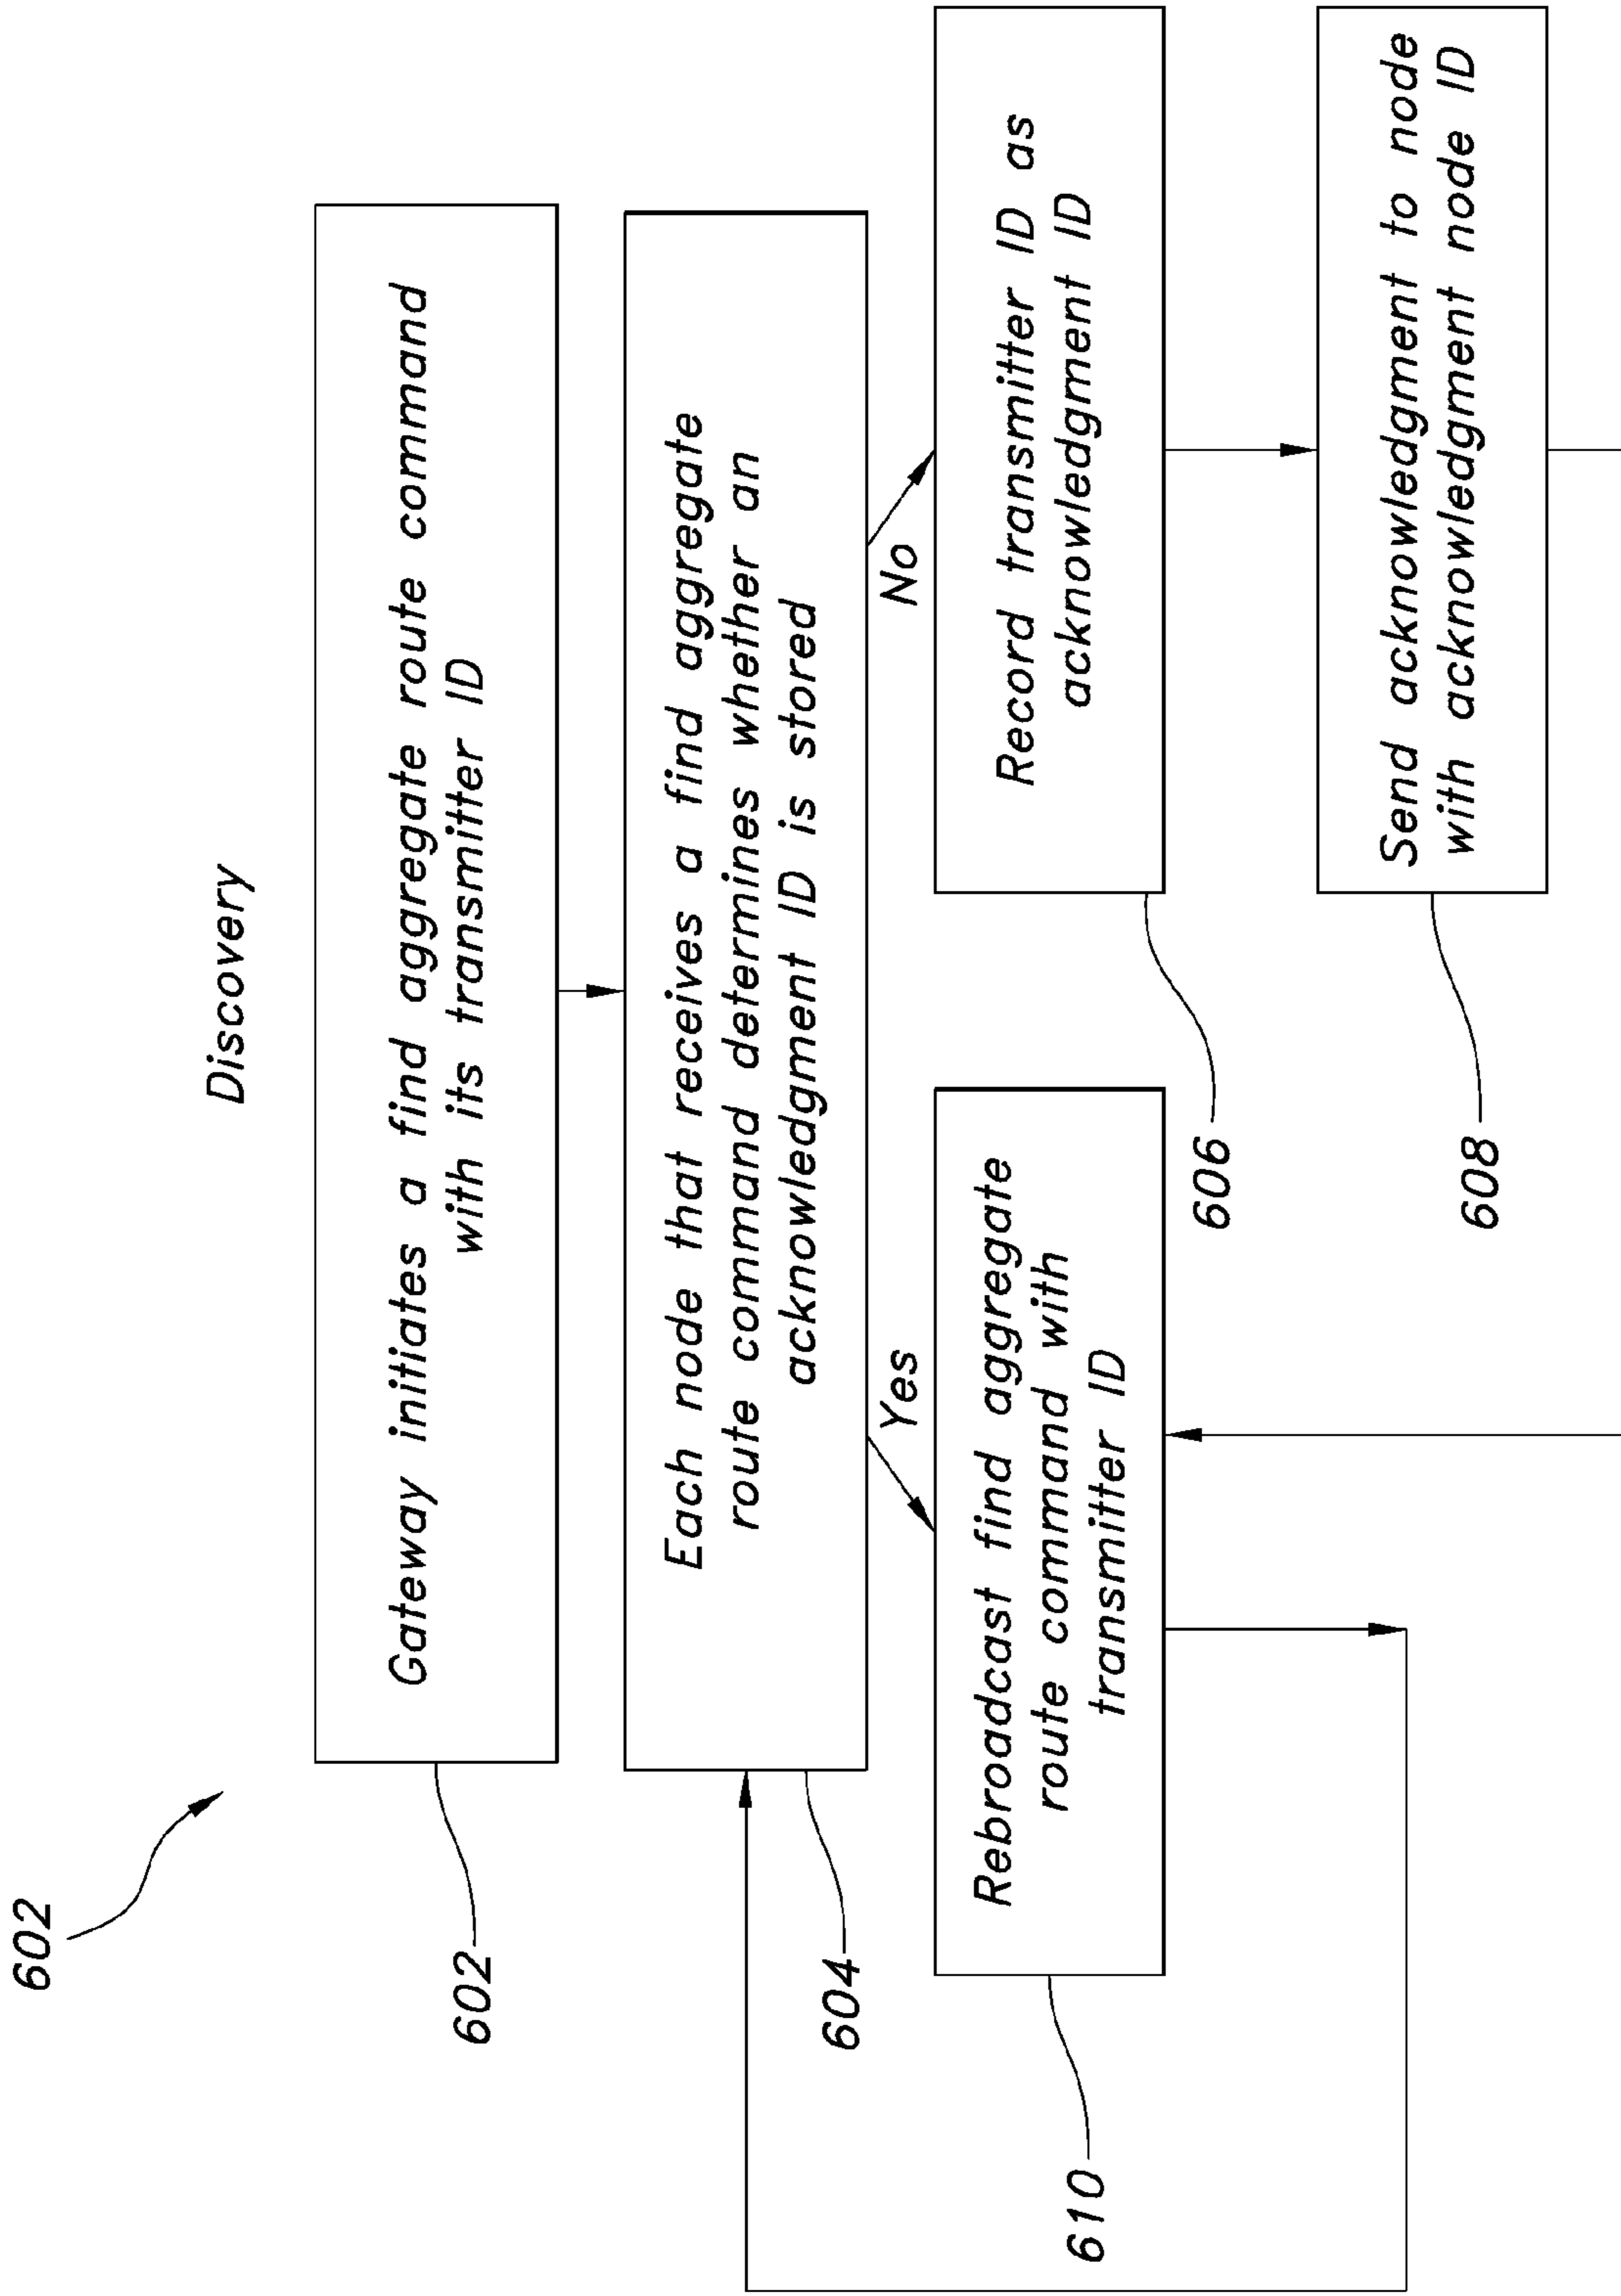 602
Discovery
602
Gateway initiates a find aggregate route command
with its transmitter ID
604
Each node that receives a find aggregate
route command determines whether an
acknowledgment ID is stored
Yes
No
610
Rebroadcast find aggregate
route command with
transmitter ID
606
Record transmitter ID as
acknowledgment ID
608
Send acknowledgment to node
with acknowledgment node ID